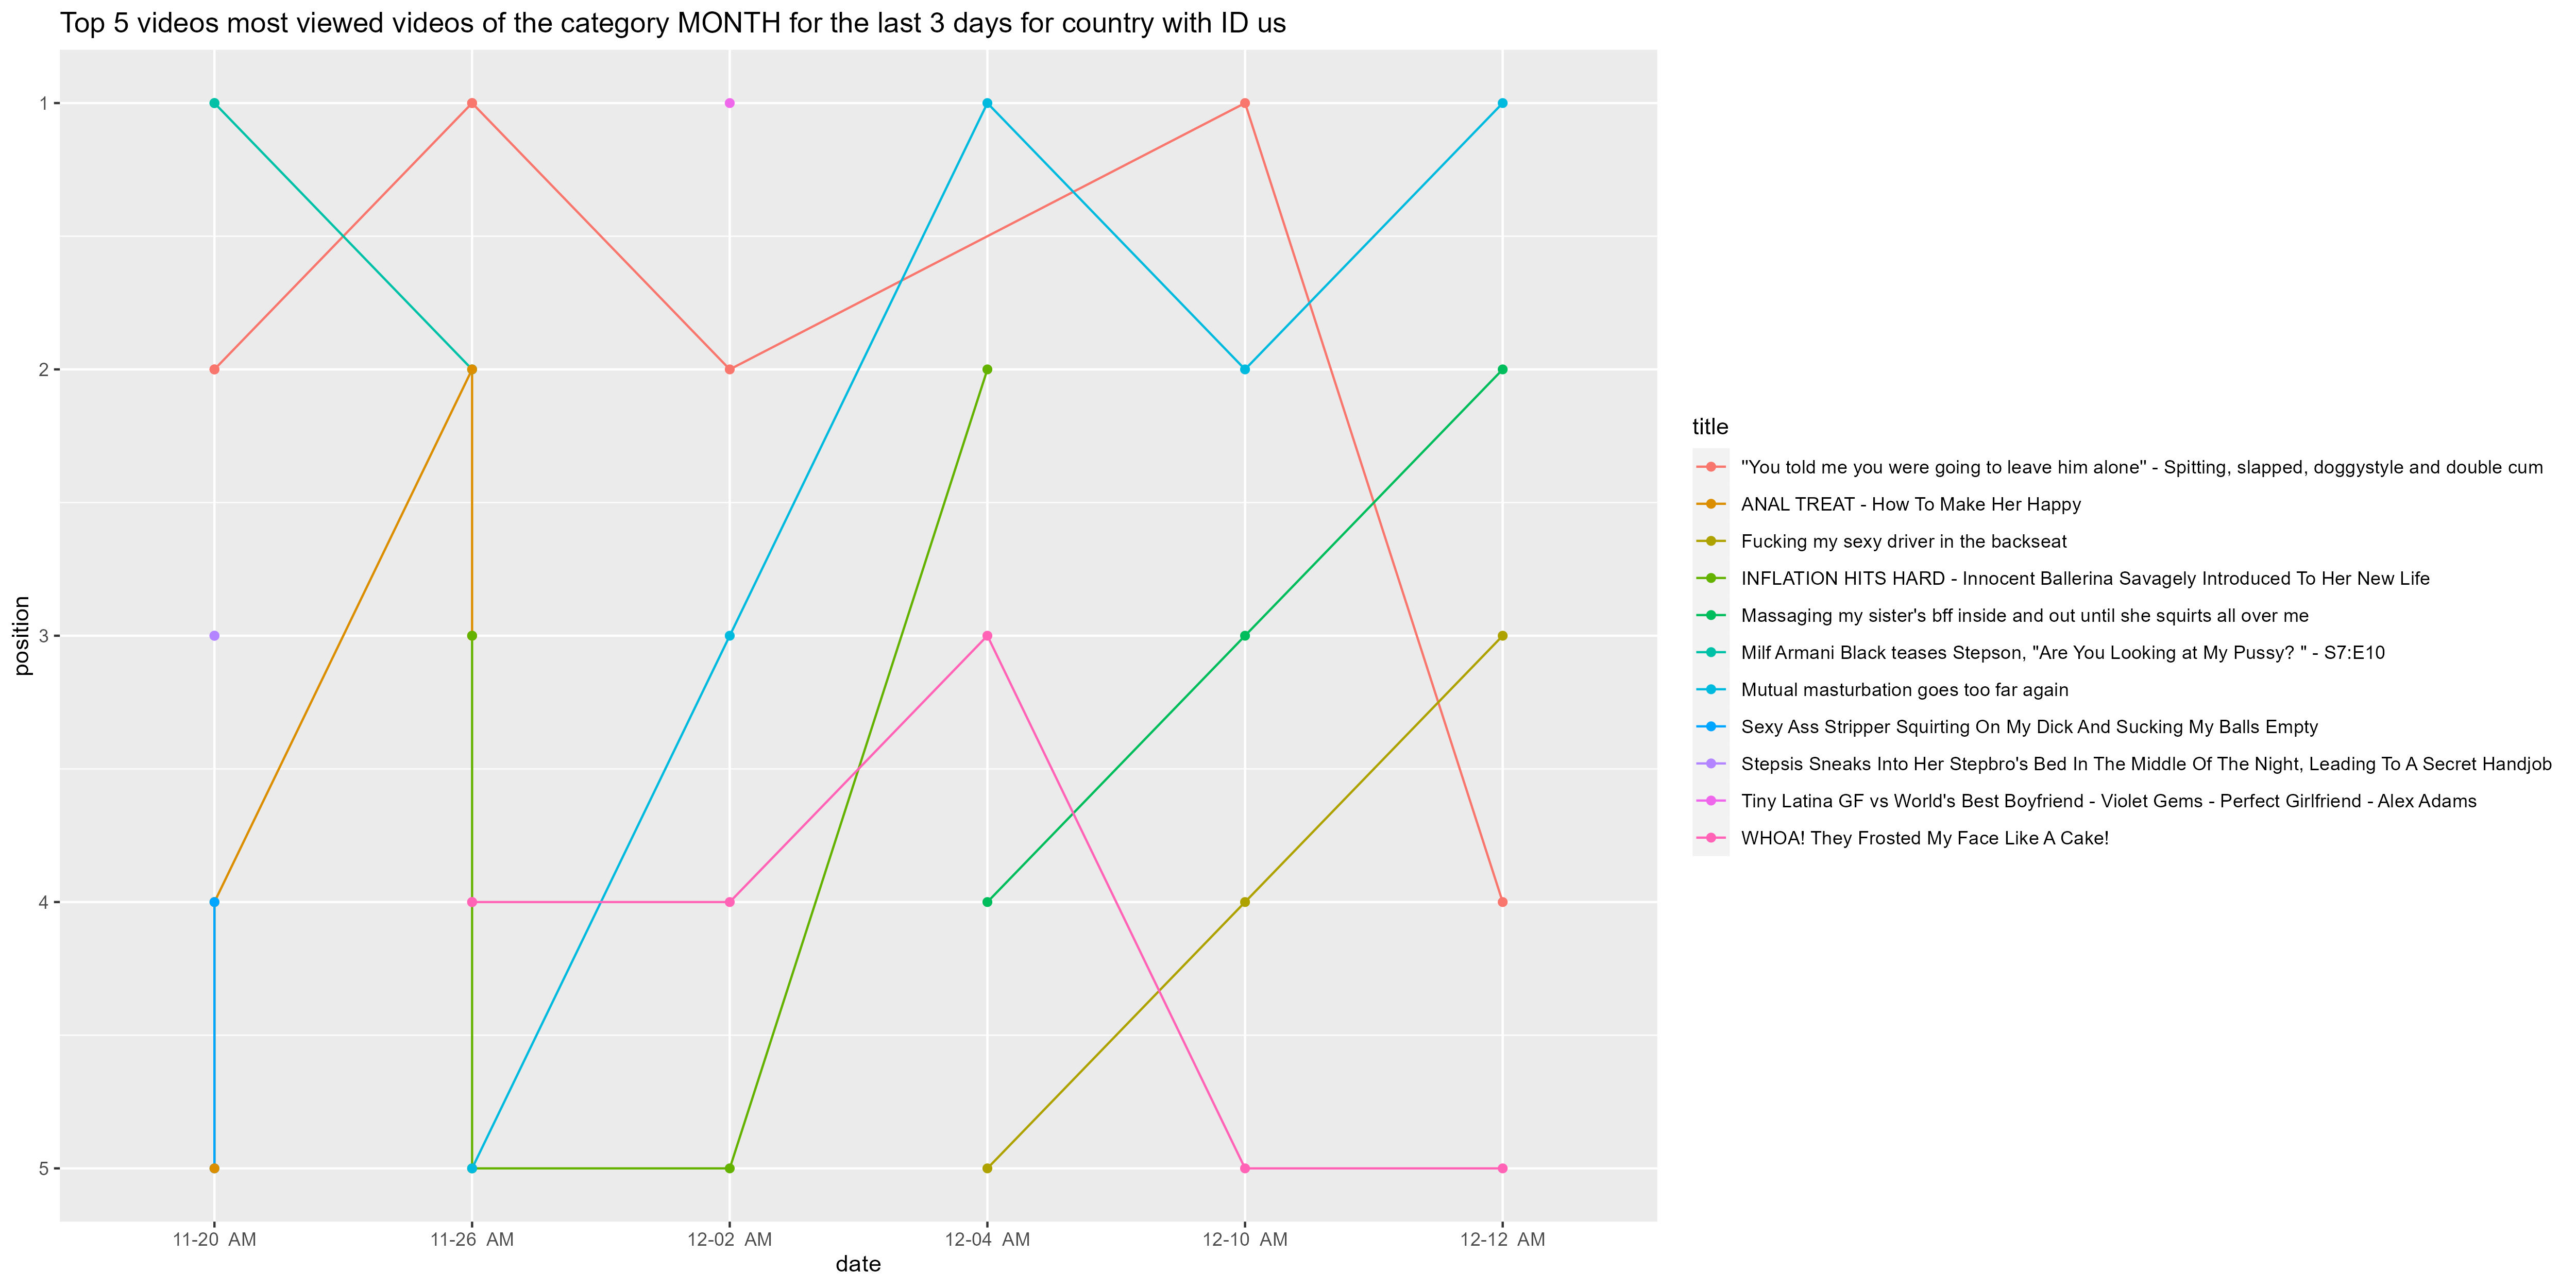 Top 5 videos most viewed videos of the category MONTH for the last 3 days for country with ID us
position
1
2
3
4
5
11-20 AM
11-26 AM
12-02 AM
12-04 AM
12-10 AM
12-12 AM
date
title
"You told me you were going to leave him alone" - Spitting, slapped, doggystyle and double cum
ANAL TREAT - How To Make Her Happy
Fucking my sexy driver in the backseat
INFLATION HITS HARD - Innocent Ballerina Savagely Introduced To Her New Life
Massaging my sister's bff inside and out until she squirts all over me
Milf Armani Black teases Stepson, "Are You Looking at My Pussy? " - S7:E10
Mutual masturbation goes too far again
Sexy Ass Stripper Squirting On My Dick And Sucking My Balls Empty
Stepsis Sneaks Into Her Stepbro's Bed In The Middle Of The Night, Leading To A Secret Handjob
Tiny Latina GF vs World's Best Boyfriend - Violet Gems - Perfect Girlfriend - Alex Adams
WHOA! They Frosted My Face Like A Cake!